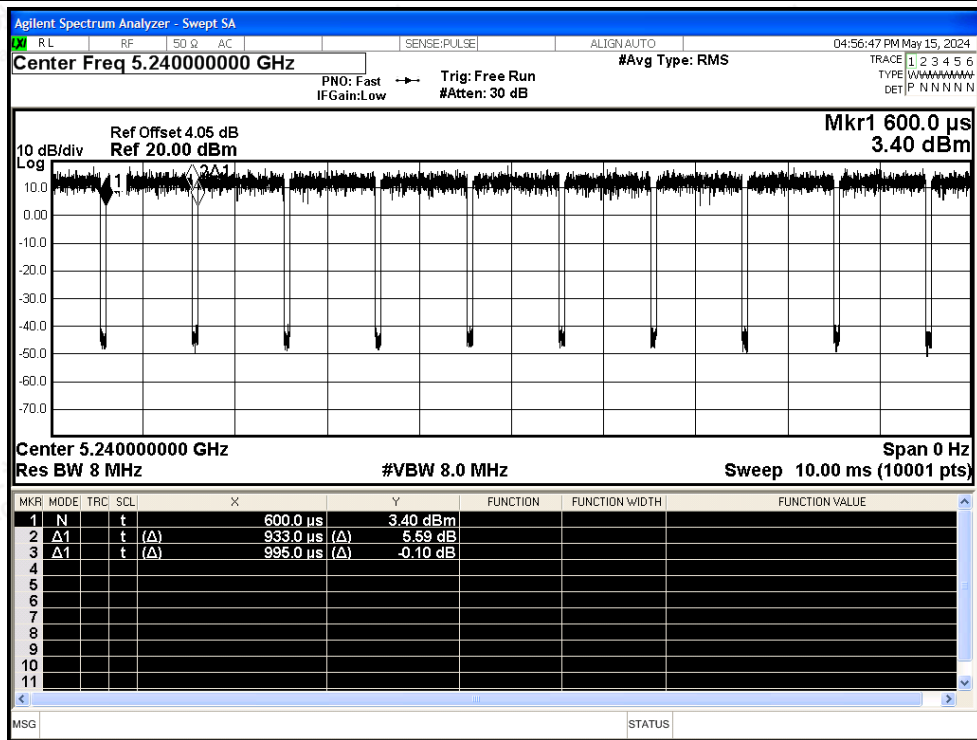 Agilent Spectrum Analyzer - Swept SA
LXI RL RF 50 Ω AC SENSE:PULSE ALIGN AUTO 04:56:47 PM May 15, 2024
Center Freq 5.240000000 GHz #Avg Type: RMS TRACE 1 2 3 4 5 6
PNO: Fast Trig: Free Run TYPE
IFGain:Low #Atten: 30 dB DET P N N N N N
Mkr1 600.0 µs
Ref Offset 4.05 dB
10 dB/div Ref 20.00 dBm 3.40 dBm
Log
1 2Δ1
10.0
0.00
-10.0
-20.0
-30.0
-40.0
-50.0
-60.0
-70.0
Center 5.240000000 GHz Span 0 Hz
Res BW 8 MHz #VBW 8.0 MHz Sweep 10.00 ms (10001 pts)
MKR MODE TRC SCL X Y FUNCTION FUNCTION WIDTH FUNCTION VALUE
1 N t 600.0 µs 3.40 dBm
2 Δ1 t (Δ) 933.0 µs (Δ) 5.59 dB
3 Δ1 t (Δ) 995.0 µs (Δ) -0.10 dB
4
5
6
7
8
9
10
11
MSG STATUS